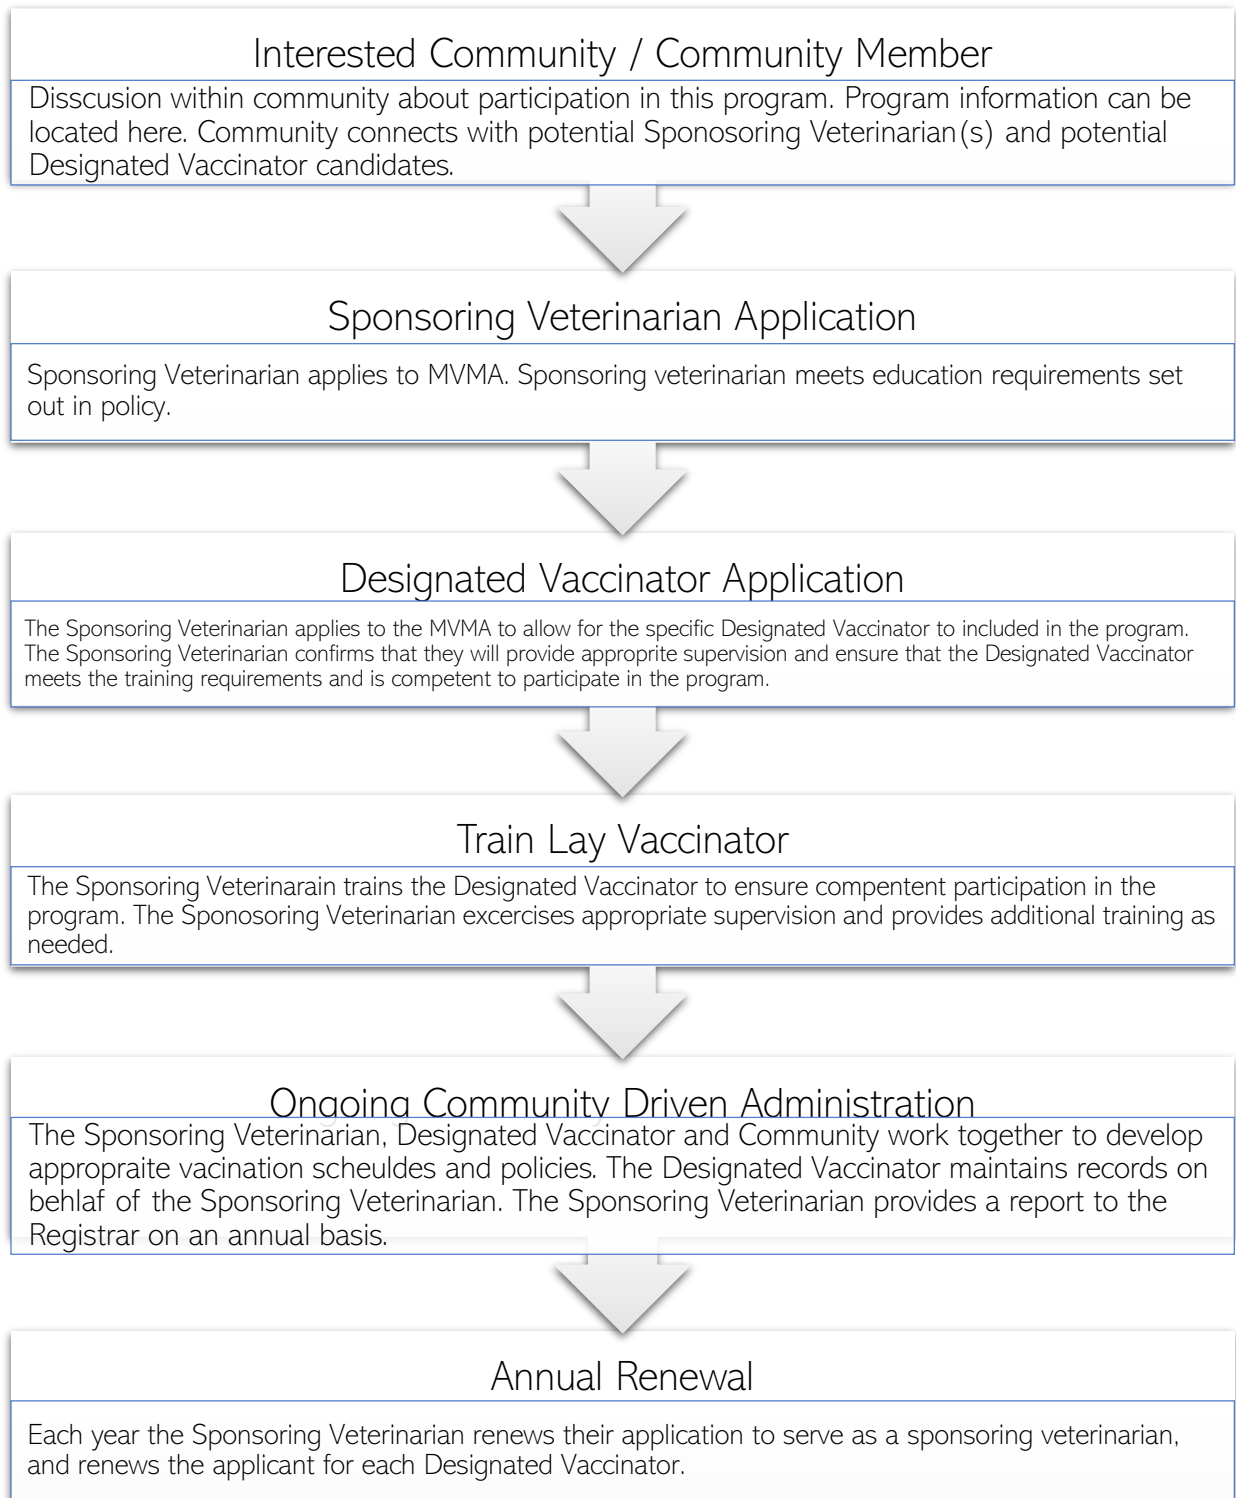 Interested Community / Community Member
Disscusion within community about participation in this program. Program information can be
located here. Community connects with potential Sponosoring Veterinarian(s) and potential
Designated Vaccinator candidates.
Sponsoring Veterinarian Application
Sponsoring Veterinarian applies to MVMA. Sponsoring veterinarian meets education requirements set
out in policy.
Designated Vaccinator Application
The Sponsoring Veterinarian applies to the MVMA to allow for the specific Designated Vaccinator to included in the program.
The Sponsoring Veterinarian confirms that they will provide approprite supervision and ensure that the Designated Vaccinator
meets the training requirements and is competent to participate in the program.
Train Lay Vaccinator
The Sponsoring Veterinarain trains the Designated Vaccinator to ensure compentent participation in the
program. The Sponosoring Veterinarian excercises appropriate supervision and provides additional training as
needed.
Ongoing Community Driven Administration
The Sponsoring Veterinarian, Designated Vaccinator and Community work together to develop
appropraite vacination scheuldes and policies. The Designated Vaccinator maintains records on
behlaf of the Sponsoring Veterinarian. The Sponsoring Veterinarian provides a report to the
Registrar on an annual basis.
Annual Renewal
Each year the Sponsoring Veterinarian renews their application to serve as a sponsoring veterinarian,
and renews the applicant for each Designated Vaccinator.